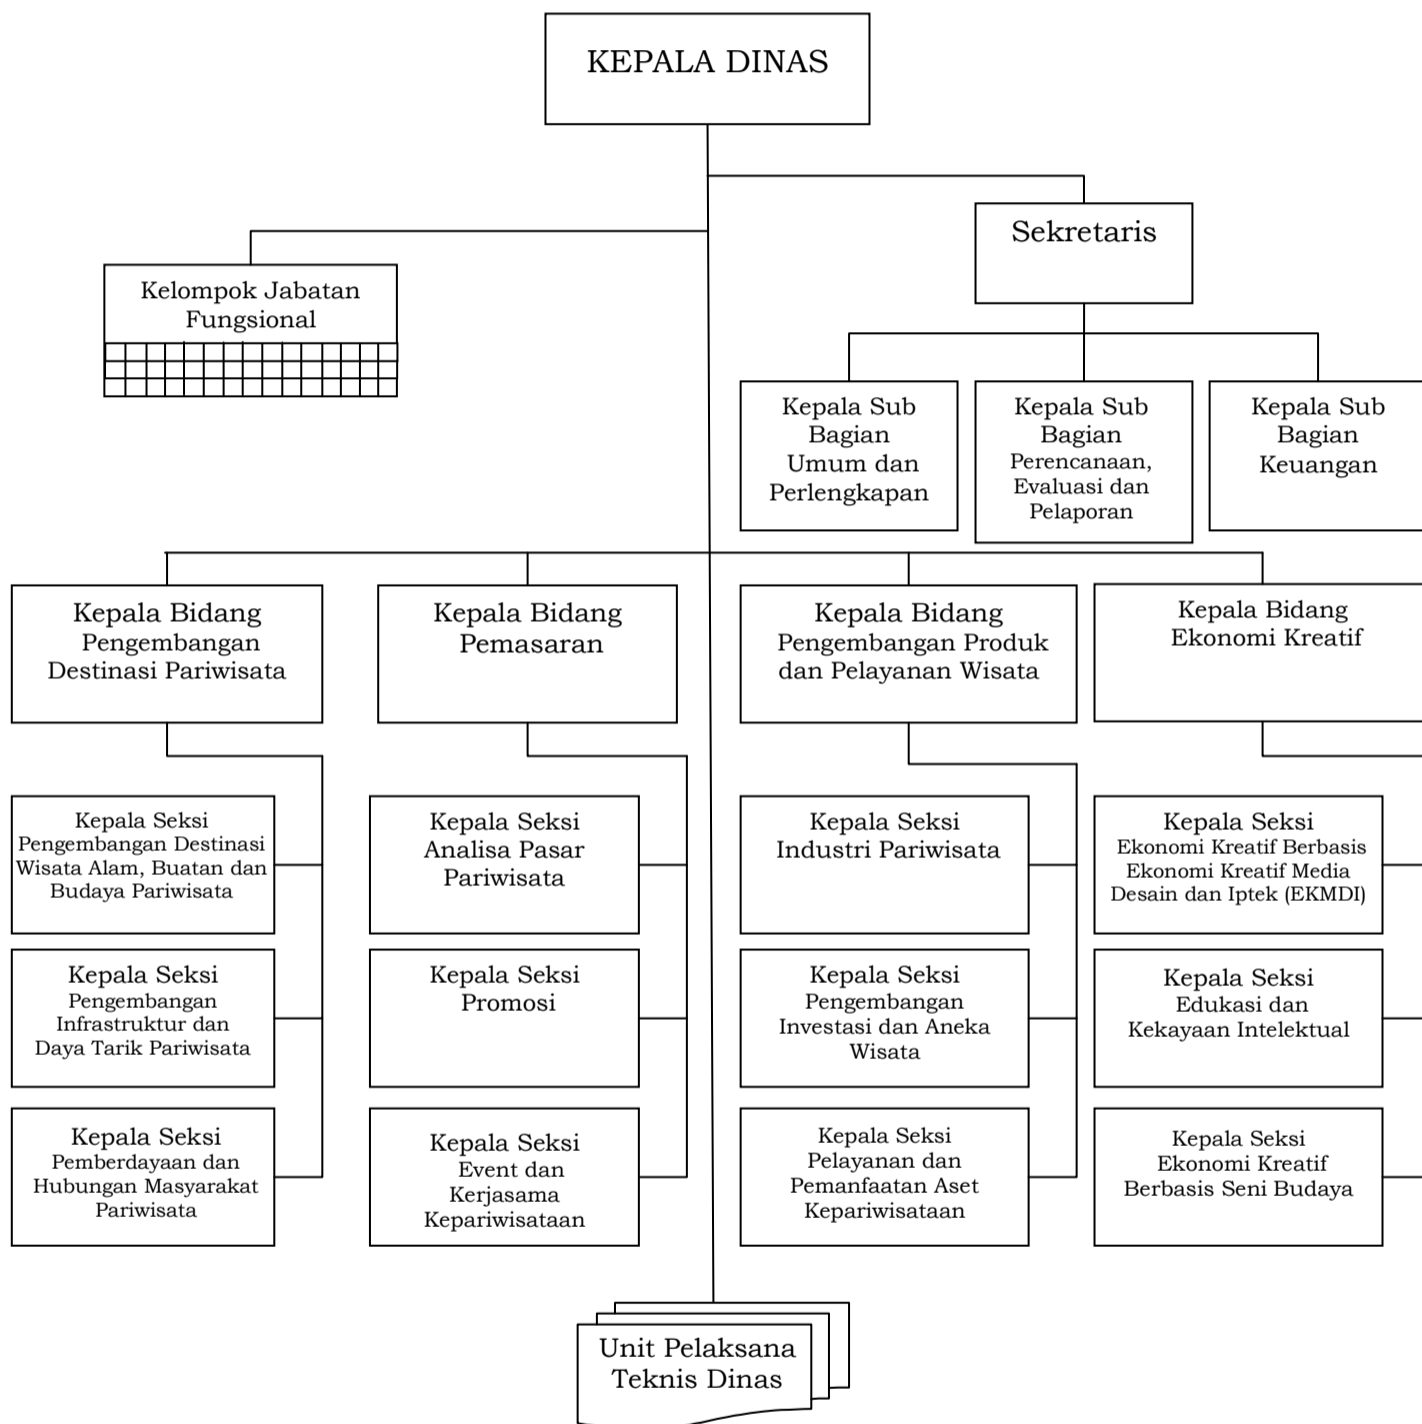 KEPALA DINAS
Sekretaris
Kelompok Jabatan
Fungsional
Kepala Sub
Bagian
Umum dan
Perlengkapan
Kepala Sub
Bagian
Perencanaan,
Evaluasi dan
Pelaporan
Kepala Sub
Bagian
Keuangan
Kepala Bidang
Pengembangan
Destinasi Pariwisata
Kepala Bidang
Pemasaran
Kepala Bidang
Pengembangan Produk
dan Pelayanan Wisata
Kepala Bidang
Ekonomi Kreatif
Kepala Seksi
Pengembangan Destinasi
Wisata Alam, Buatan dan
Budaya Pariwisata
Kepala Seksi
Analisa Pasar
Pariwisata
Kepala Seksi
Industri Pariwisata
Kepala Seksi
Ekonomi Kreatif Berbasis
Ekonomi Kreatif Media
Desain dan Iptek (EKMDI)
Kepala Seksi
Pengembangan
Infrastruktur dan
Daya Tarik Pariwisata
Kepala Seksi
Promosi
Kepala Seksi
Pengembangan
Investasi dan Aneka
Wisata
Kepala Seksi
Edukasi dan
Kekayaan Intelektual
Kepala Seksi
Pemberdayaan dan
Hubungan Masyarakat
Pariwisata
Kepala Seksi
Event dan
Kerjasama
Kepariwisataan
Kepala Seksi
Pelayanan dan
Pemanfaatan Aset
Kepariwisataan
Kepala Seksi
Ekonomi Kreatif
Berbasis Seni Budaya
Unit Pelaksana
Teknis Dinas